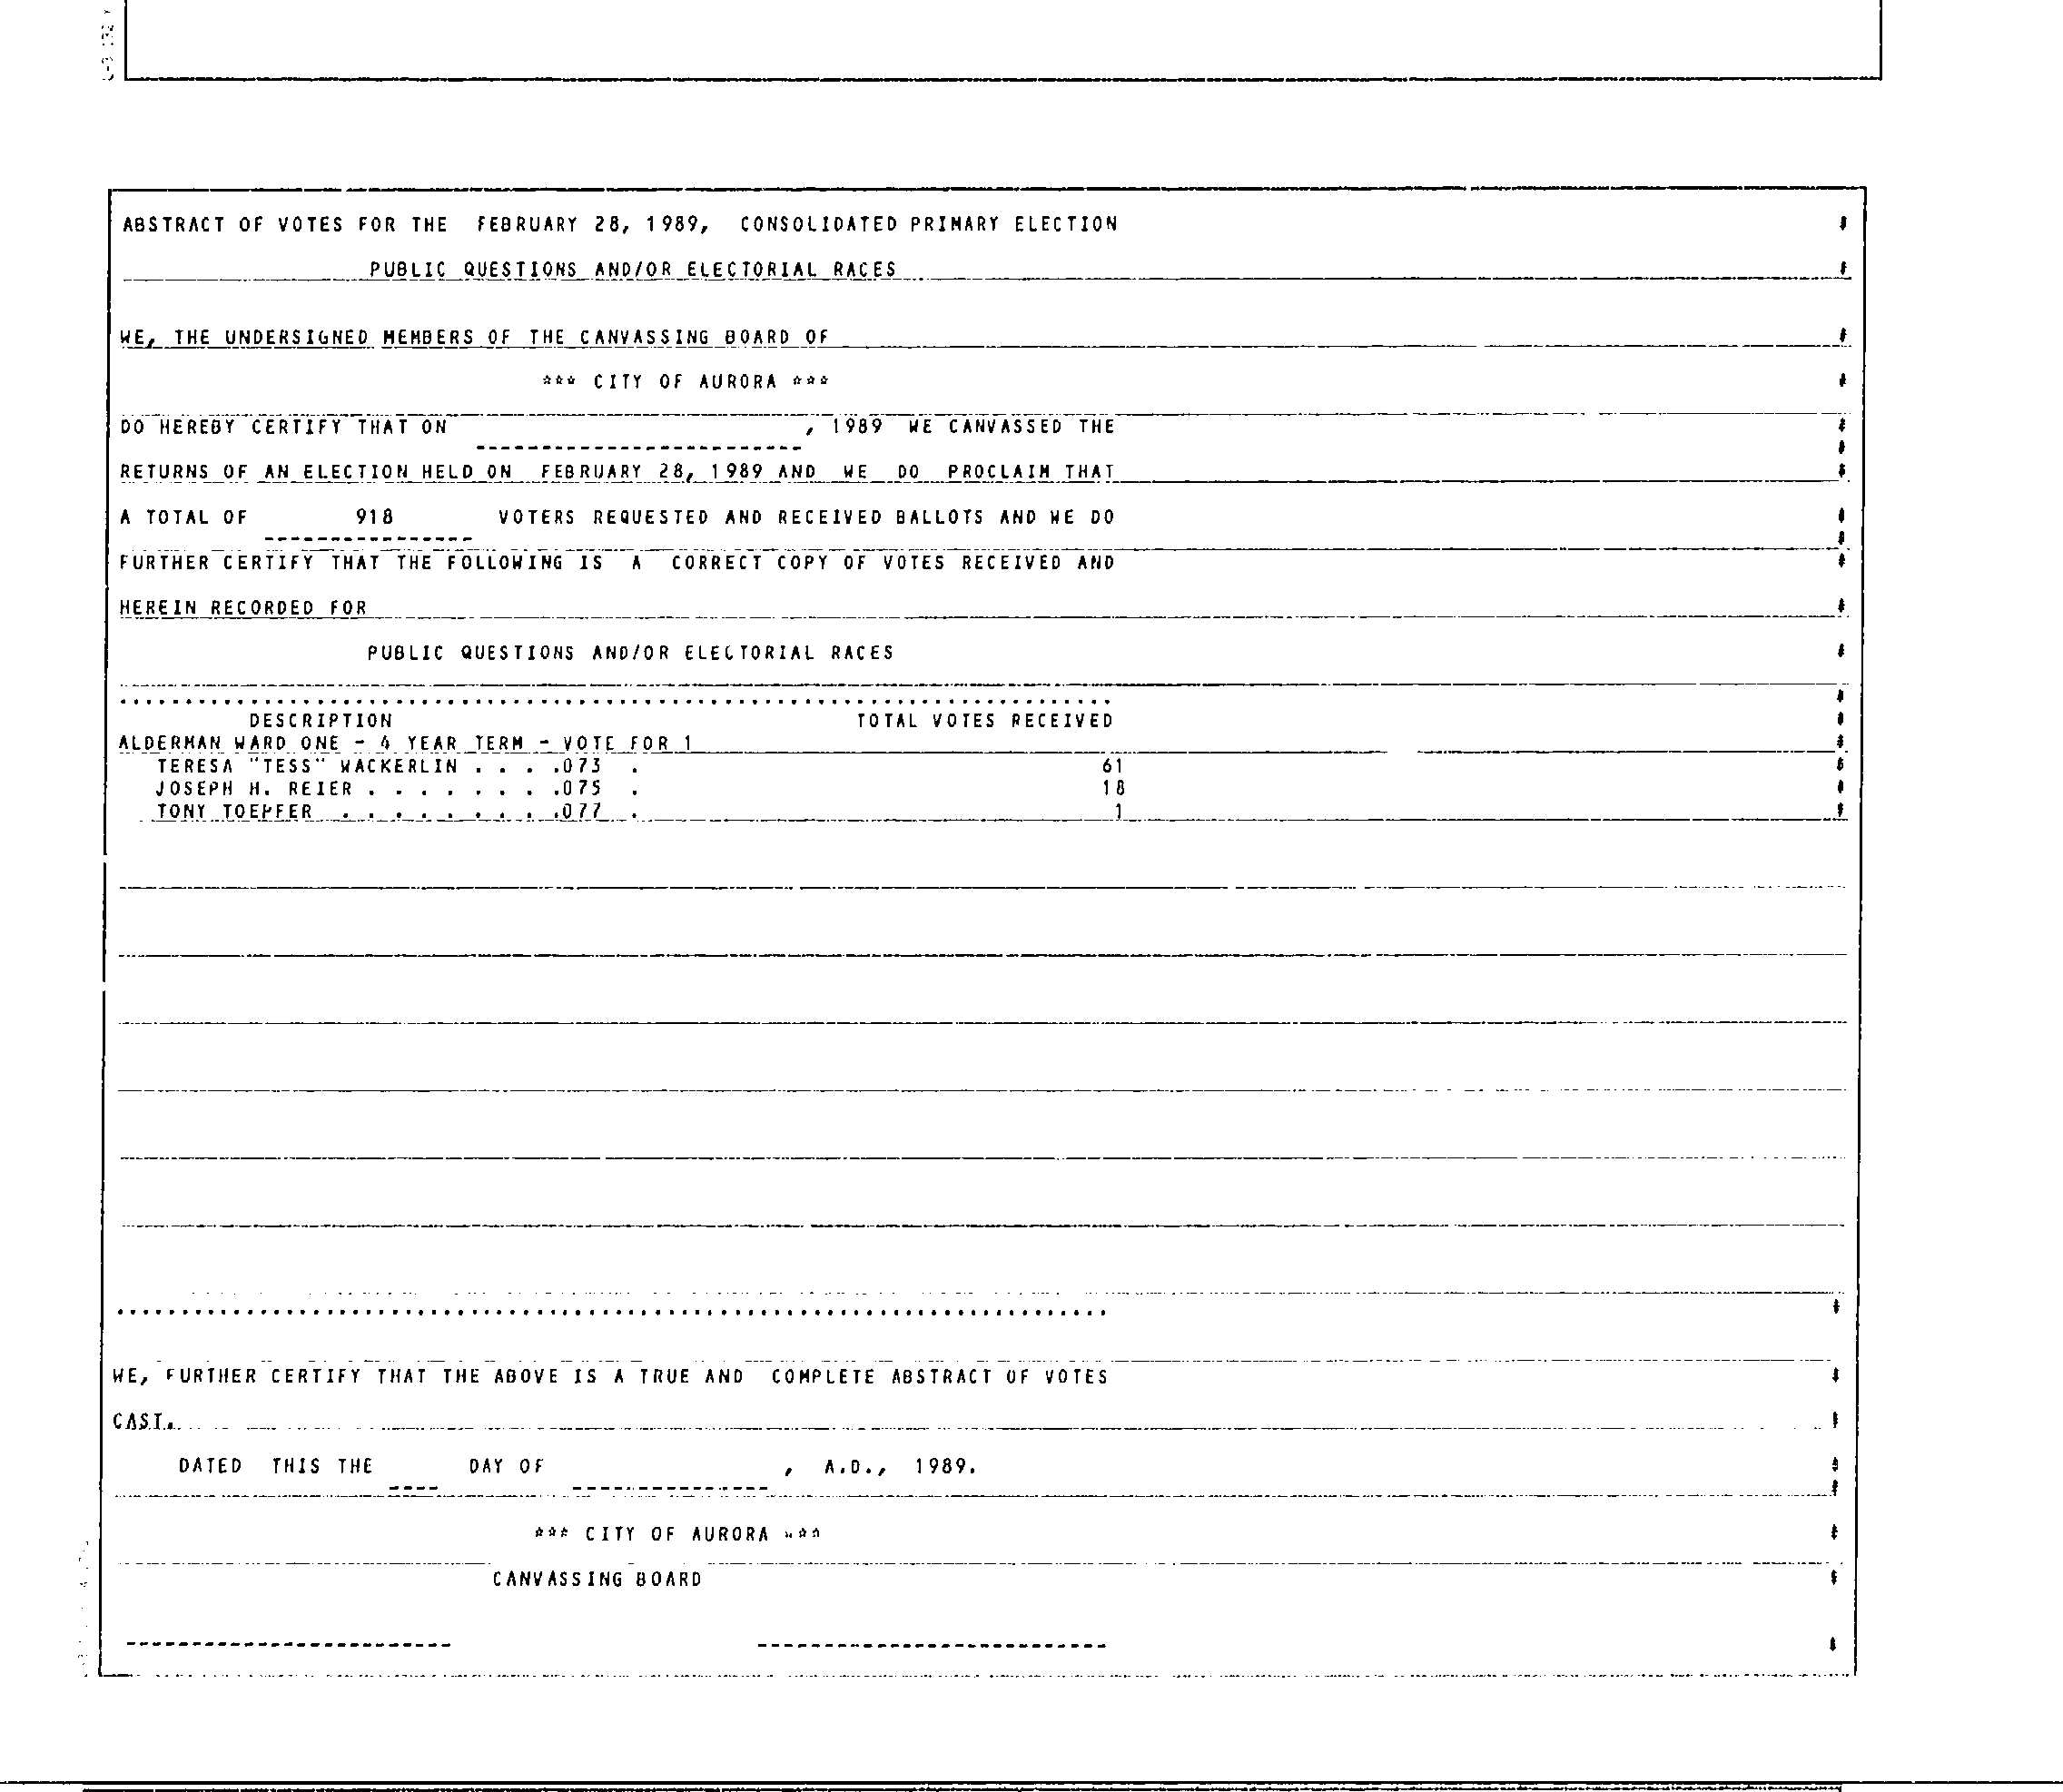 ABSTRACT OF VOTES FOR THE FEBRUARY 28, 1989, CONSOLIDATED PRIMARY ELECTION
PUBLIC QUESTIONS AND/OR ELECTORIAL RACES
WE, THE UNDERSIGNED MEMBERS OF THE CANVASSING BOARD OF
*** CITY OF AURORA ***
DO HEREBY CERTIFY THAT ON , 1989 WE CANVASSED THE
RETURNS OF AN ELECTION HELD ON FEBRUARY 28, 1989 AND WE DO PROCLAIM THAT
A TOTAL OF 918 VOTERS REQUESTED AND RECEIVED BALLOTS AND WE DO
FURTHER CERTIFY THAT THE FOLLOWING IS A CORRECT COPY OF VOTES RECEIVED AND
HEREIN RECORDED FOR
PUBLIC QUESTIONS AND/OR ELECTORIAL RACES
DESCRIPTION TOTAL VOTES RECEIVED
ALDERMAN WARD ONE - 4 YEAR TERM - VOTE FOR 1
TERESA "TESS" WACKERLIN . . . .073 . 61
JOSEPH H. REIER . . . . . . . .075 . 18
TONY TOEPFER . . . . . . . . .077 . 1
WE, FURTHER CERTIFY THAT THE ABOVE IS A TRUE AND COMPLETE ABSTRACT OF VOTES
CAST.
DATED THIS THE ---- DAY OF ---------------, A.D., 1989.
*** CITY OF AURORA ***
CANVASSING BOARD